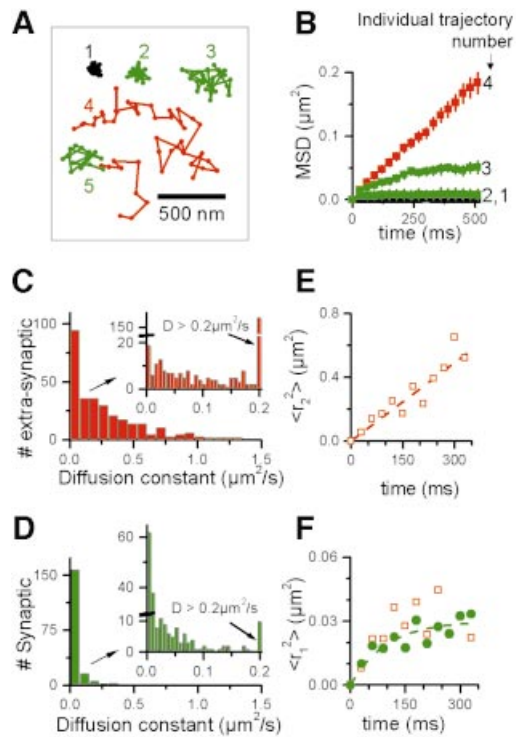 A
1
2
3
4
5
500 nm
B
Individual trajectory
number
MSD (µm²)
0.2
0.1
0.0
0
250
500
time (ms)
4
3
2,1
C
# extra-synaptic
100
50
0
0.0
0.5
1.0
1.5
Diffusion constant (µm²/s)
150
20
10
0
0.0
0.1
0.2
D > 0.2µm²/s
E
<r₂²> (µm²)
0.8
0.4
0.0
0
150
300
time (ms)
D
# Synaptic
150
75
0
0.0
0.5
1.0
1.5
Diffusion constant (µm²/s)
60
40
10
0
0.0
0.1
0.2
D > 0.2µm²/s
F
<r₁²> (µm²)
0.06
0.03
0.00
0
150
300
time (ms)